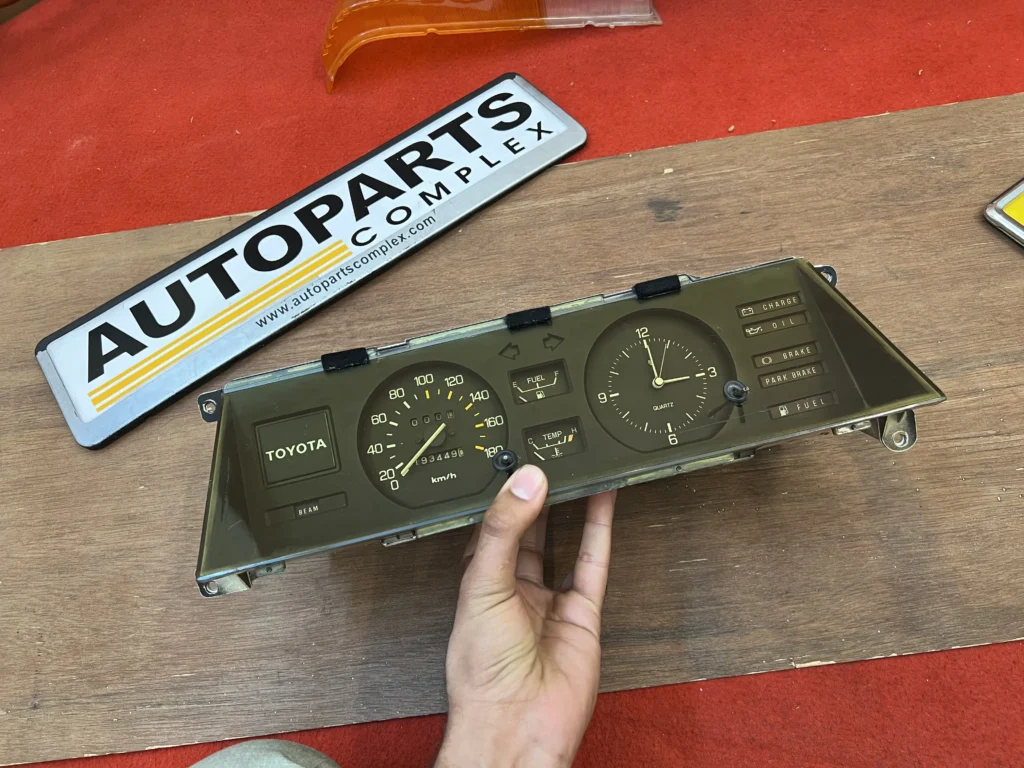 AUTOPARTS
COMPLEX
www.autopartscomplex.com
TOYOTA
BEAM
0
20
40
60
80
100
120
140
160
180
km/h
E FUEL F
C TEMP H
12
3
6
9
QUARTZ
CHARGE
OIL
BRAKE
PARK BRAKE
FUEL